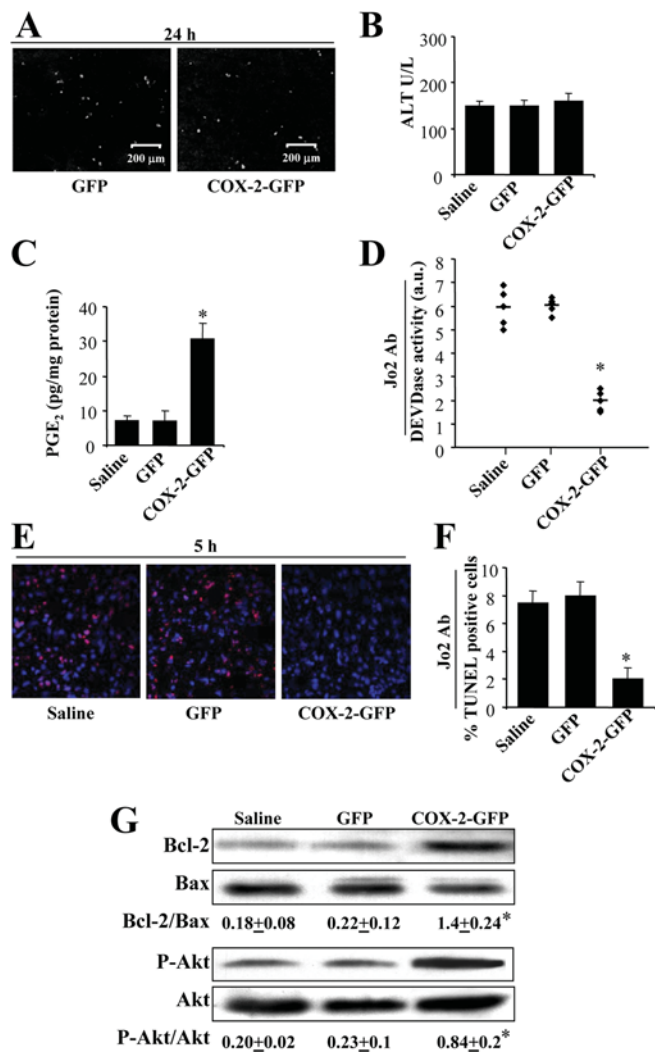 A
24 h
200 μm
200 μm
GFP
COX-2-GFP
B
ALT U/L
300
200
100
0
Saline
GFP
COX-2-GFP
C
PGE2 (pg/mg protein)
40
30
20
10
0
*
Saline
GFP
COX-2-GFP
D
Jo2 Ab
DEVDase activity (a.u.)
8
7
6
5
4
3
2
1
0
*
Saline
GFP
COX-2-GFP
E
5 h
Saline
GFP
COX-2-GFP
F
Jo2 Ab
% TUNEL positive cells
12
8
4
2
0
*
Saline
GFP
COX-2-GFP
G
Saline GFP COX-2-GFP
Bcl-2
Bax
Bcl-2/Bax 0.18±0.08 0.22±0.12 1.4±0.24*
P-Akt
Akt
P-Akt/Akt 0.20±0.02 0.23±0.1 0.84±0.2*